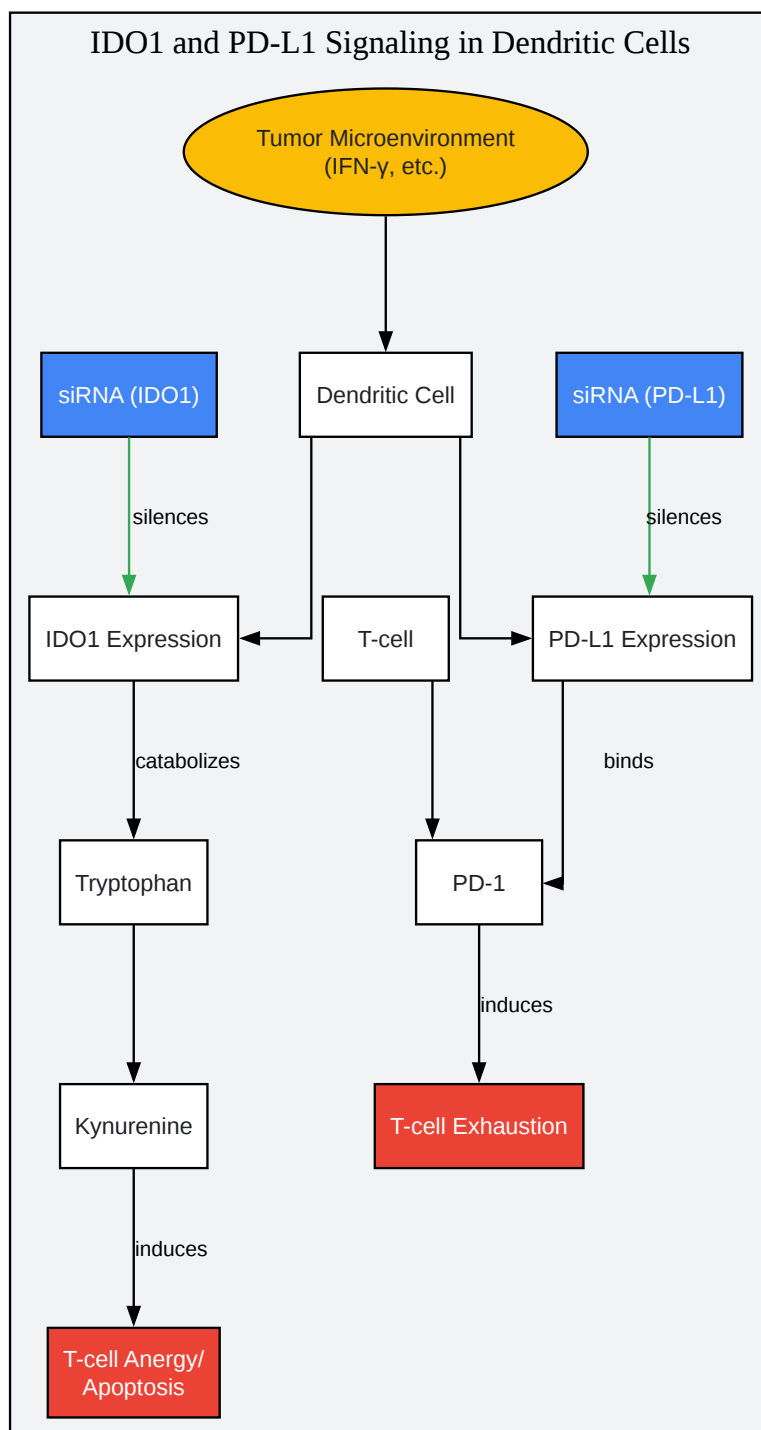 IDO1 and PD-L1 Signaling in Dendritic Cells
Tumor Microenvironment
(IFN-γ, etc.)
siRNA (IDO1)
Dendritic Cell
siRNA (PD-L1)
silences
silences
IDO1 Expression
T-cell
PD-L1 Expression
catabolizes
binds
Tryptophan
PD-1
induces
Kynurenine
T-cell Exhaustion
induces
T-cell Anergy/
Apoptosis